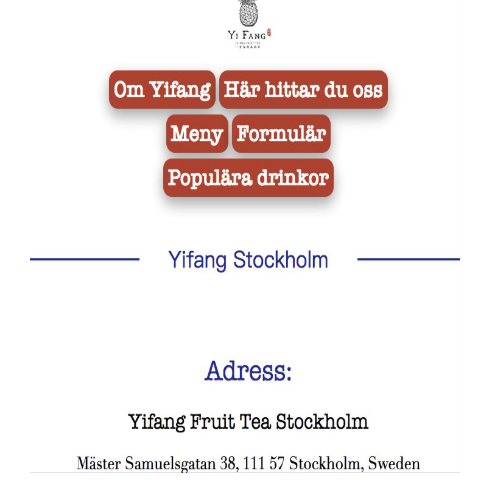 Yi Fang
Om Yifang Här hittar du oss
Meny Formulär
Populära drinkor
Yifang Stockholm
Adress:
Yifang Fruit Tea Stockholm
Mäster Samuelsgatan 38, 111 57 Stockholm, Sweden